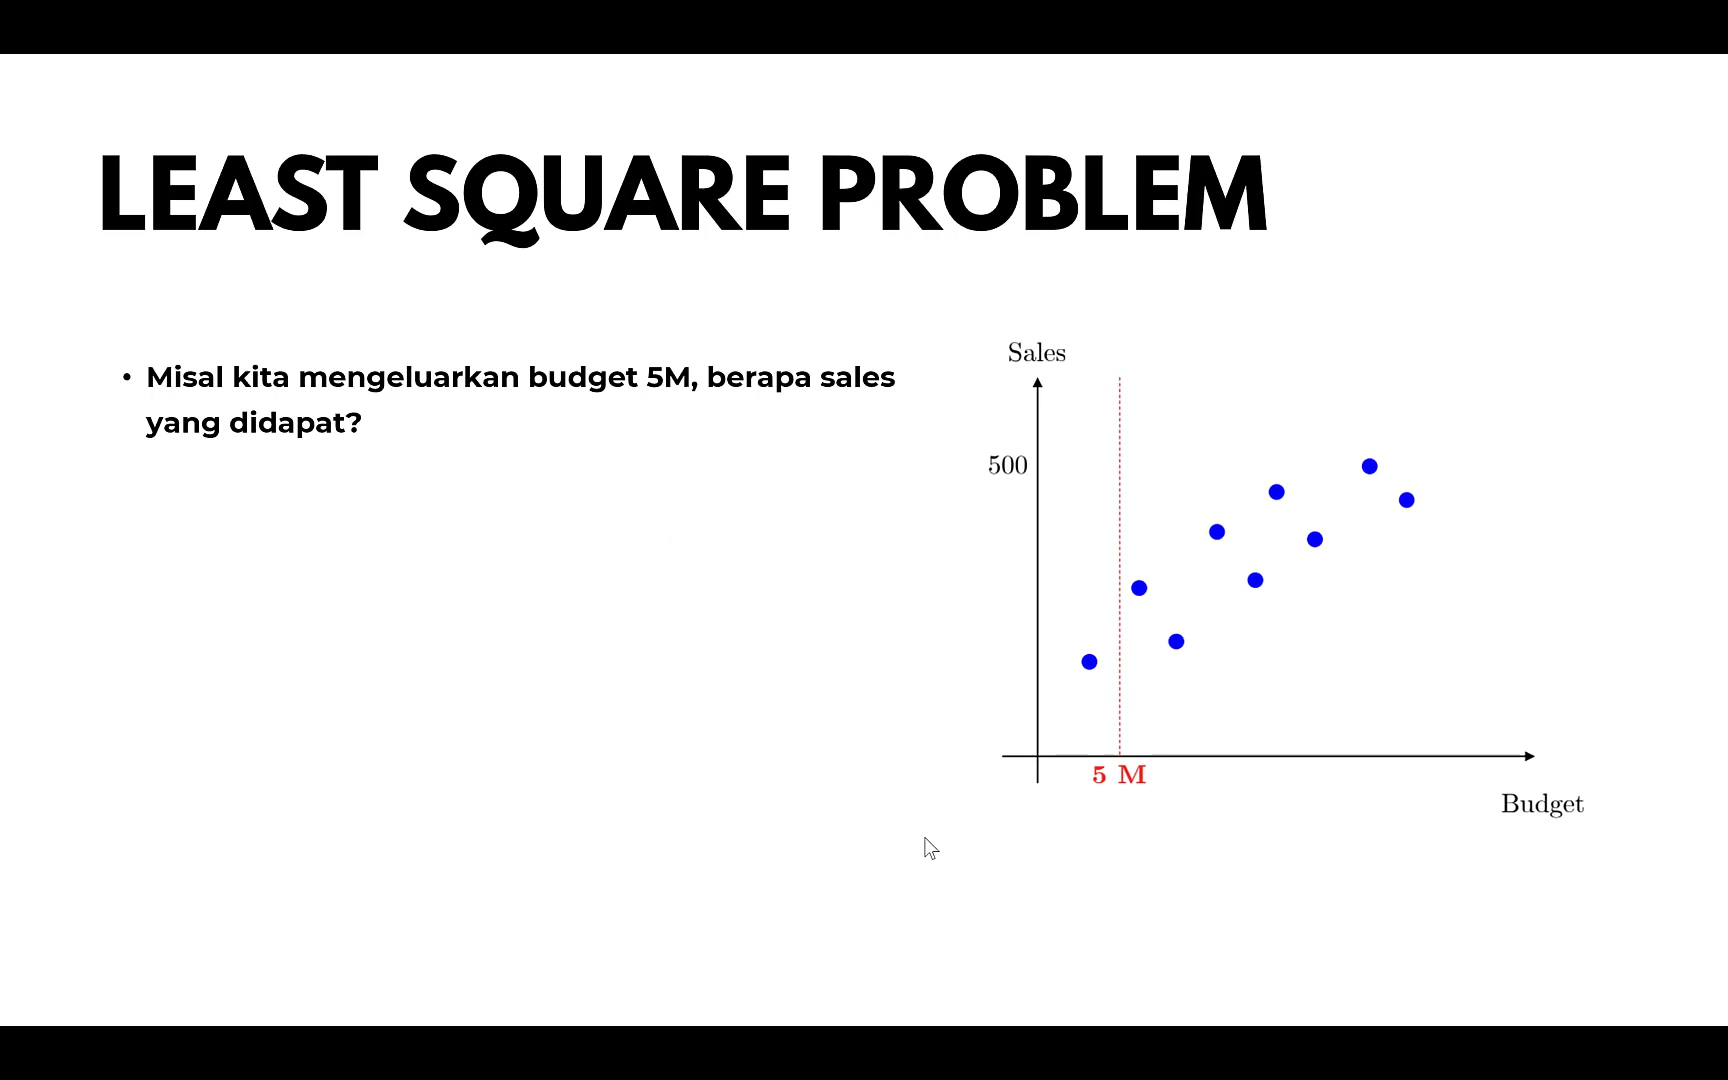 LEAST SQUARE PROBLEM
• Misal kita mengeluarkan budget 5M, berapa sales
yang didapat?
Sales
500
5 M
Budget